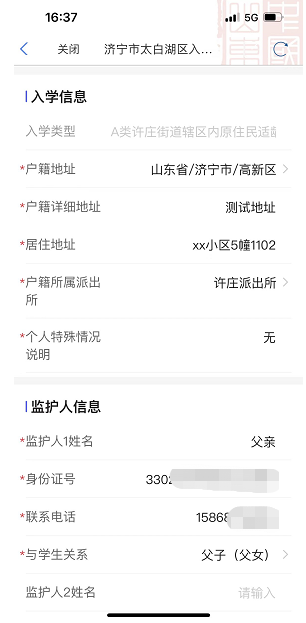 16:37
5G
关闭
济宁市太白湖区入...
入学信息
入学类型
A类许庄街道辖区内原住民适龄
*户籍地址
山东省/济宁市/高新区
*户籍详细地址
测试地址
*居住地址
xx小区5幢1102
*户籍所属派出
所
许庄派出所
*个人特殊情况
说明
无
监护人信息
*监护人1姓名
父亲
*身份证号
3302
*联系电话
15868
*与学生关系
父子（父女）
监护人2姓名
请输入